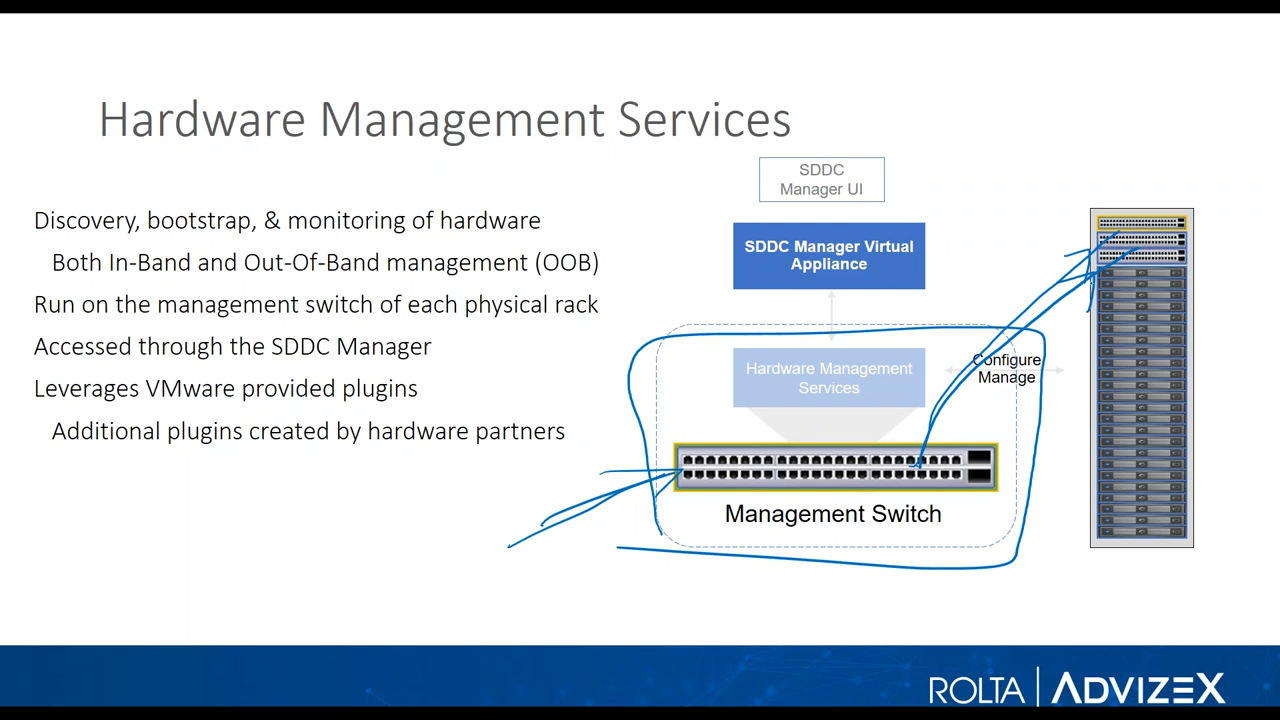 Hardware Management Services
Discovery, bootstrap, & monitoring of hardware
Both In-Band and Out-Of-Band management (OOB)
Run on the management switch of each physical rack
Accessed through the SDDC Manager
Leverages VMware provided plugins
Additional plugins created by hardware partners
SDDC
Manager UI
SDDC Manager Virtual
Appliance
Hardware Management
Services
Configure
Manage
Management Switch
ROLTA | ADVIZEX